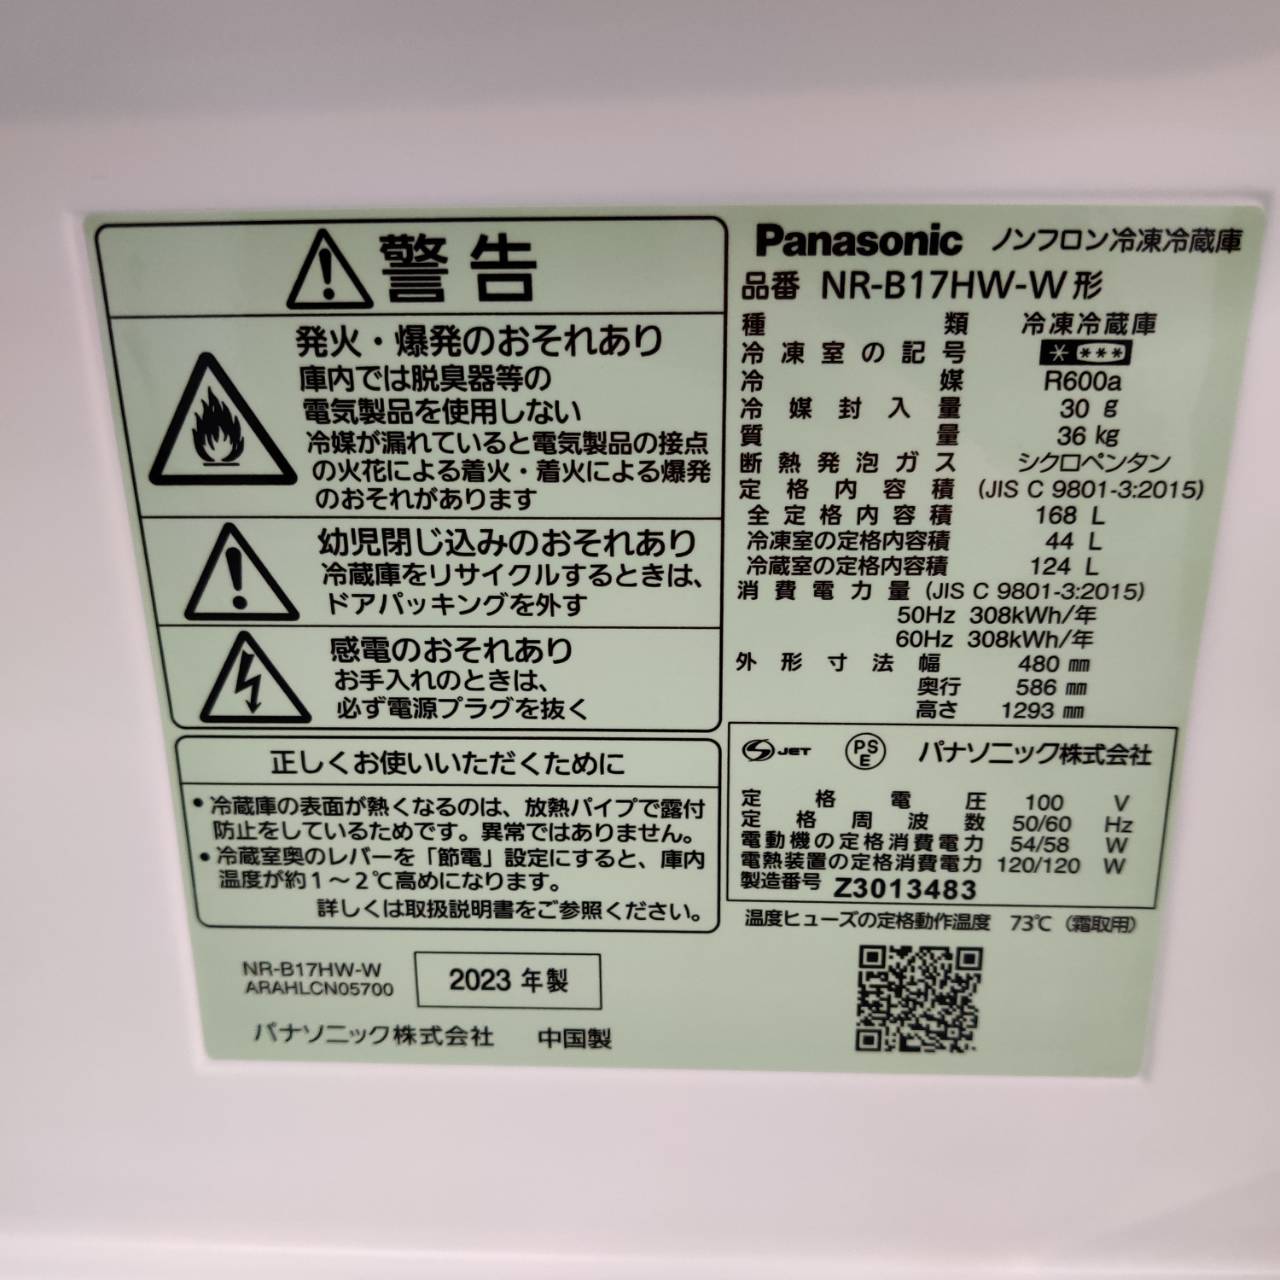 警告
発火・爆発のおそれあり
庫内では脱臭器等の
電気製品を使用しない
冷媒が漏れていると電気製品の接点
の火花による着火・着火による爆発
のおそれがあります
幼児閉じ込みのおそれあり
冷蔵庫をリサイクルするときは、
ドアパッキングを外す
感電のおそれあり
お手入れのときは、
必ず電源プラグを抜く
正しくお使いいただくために
•冷蔵庫の表面が熱くなるのは、放熱パイプで露付
防止をしているためです。異常ではありません。
•冷蔵室奥のレバーを「節電」設定にすると、庫内
温度が約1〜2℃高めになります。
詳しくは取扱説明書をご参照ください。
NR-B17HW-W
ARAHLCN05700
2023年製
パナソニック株式会社 中国製
Panasonic ノンフロン冷凍冷蔵庫
品番 NR-B17HW-W形
種類 冷凍冷蔵庫
冷凍室の記号 * ***
冷媒 R600a
冷媒封入量 30 g
質量 36 kg
断熱発泡ガス シクロペンタン
定格内容積 (JIS C 9801-3:2015)
全定格内容積 168 L
冷凍室の定格内容積 44 L
冷蔵室の定格内容積 124 L
消費電力量 (JIS C 9801-3:2015)
50Hz 308kWh/年
60Hz 308kWh/年
外形寸法 幅 480 mm
奥行 586 mm
高さ 1293 mm
S JET PSE パナソニック株式会社
定格電圧 100 V
定格周波数 50/60 Hz
電動機の定格消費電力 54/58 W
電熱装置の定格消費電力 120/120 W
製造番号 Z3013483
温度ヒューズの定格動作温度 73℃(霜取用)